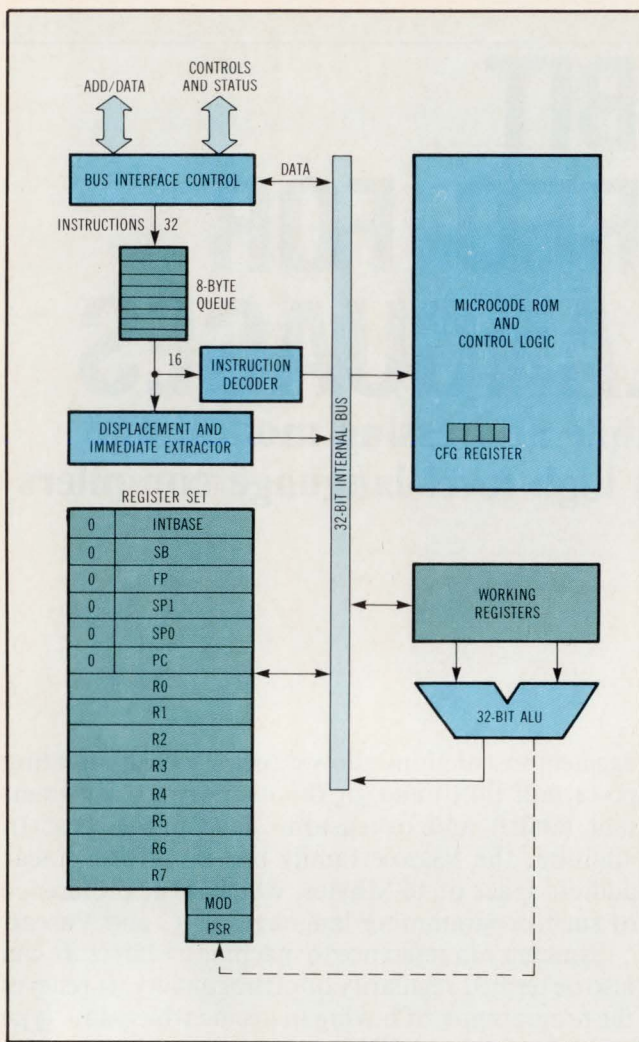 CONTROLS
AND STATUS
ADD/DATA
BUS INTERFACE CONTROL
DATA
INSTRUCTIONS 32
8-BYTE
QUEUE
16
INSTRUCTION
DECODER
DISPLACEMENT AND
IMMEDIATE EXTRACTOR
32-BIT INTERNAL BUS
MICROCODE ROM
AND
CONTROL LOGIC
CFG REGISTER
REGISTER SET
0 INTBASE
0 SB
0 FP
0 SP1
0 SP0
0 PC
R0
R1
R2
R3
R4
R5
R6
R7
MOD
PSR
WORKING
REGISTERS
32-BIT ALU